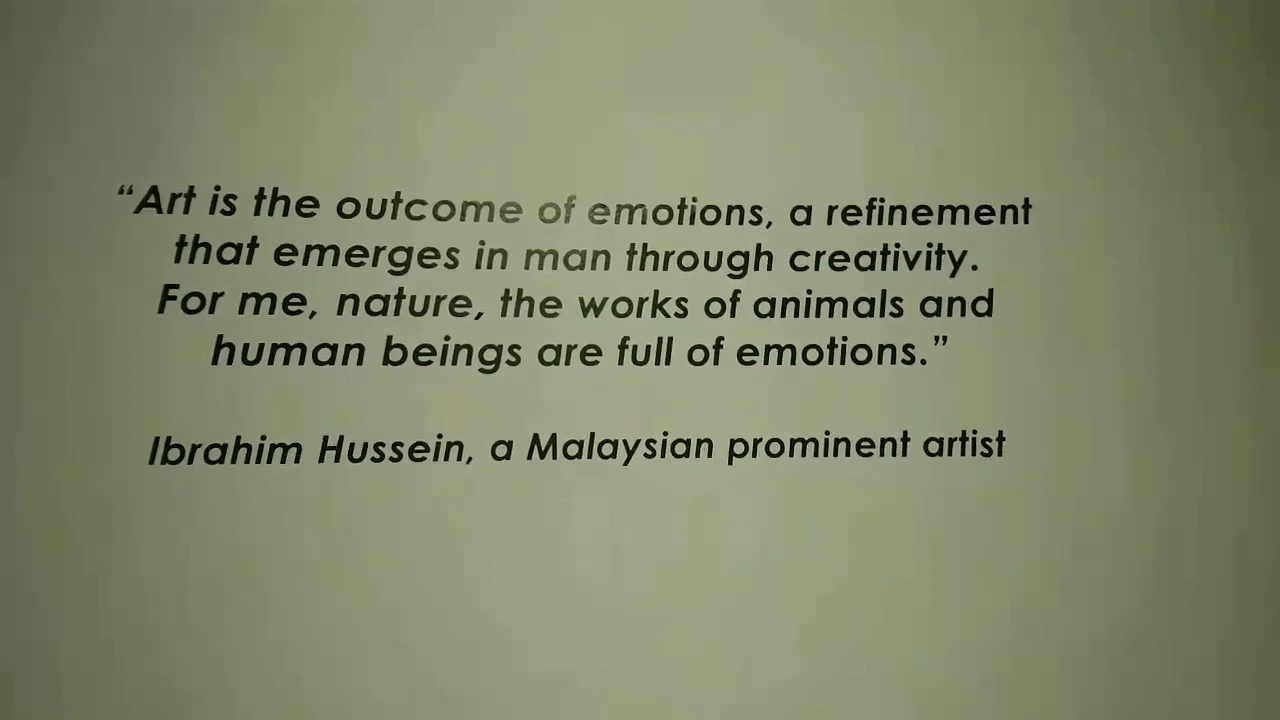 “Art is the outcome of emotions, a refinement
that emerges in man through creativity.
For me, nature, the works of animals and
human beings are full of emotions.”
Ibrahim Hussein, a Malaysian prominent artist